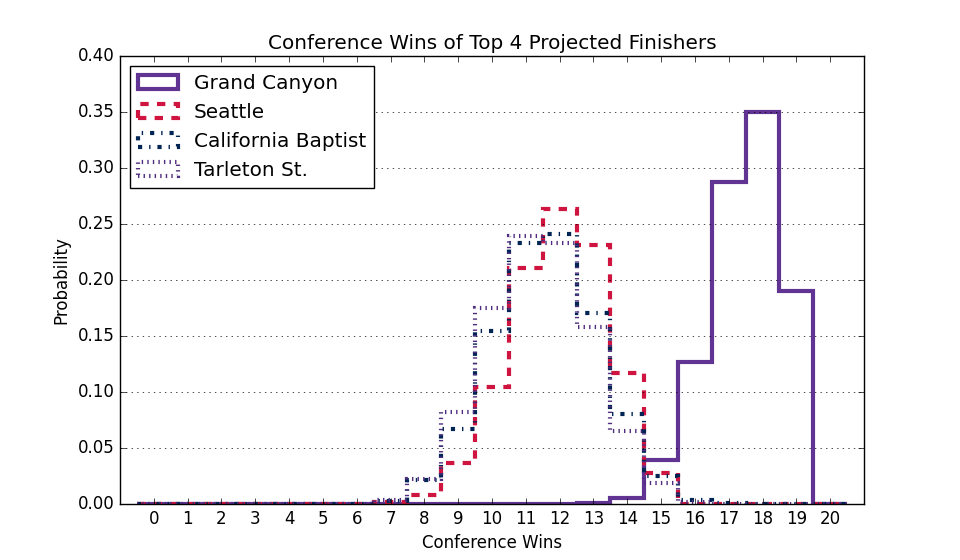 Conference Wins of Top 4 Projected Finishers
0.40
0.35
0.30
0.25
0.20
0.15
0.10
0.05
0.00
Probability
Grand Canyon
Seattle
California Baptist
Tarleton St.
0 1 2 3 4 5 6 7 8 9 10 11 12 13 14 15 16 17 18 19 20
Conference Wins